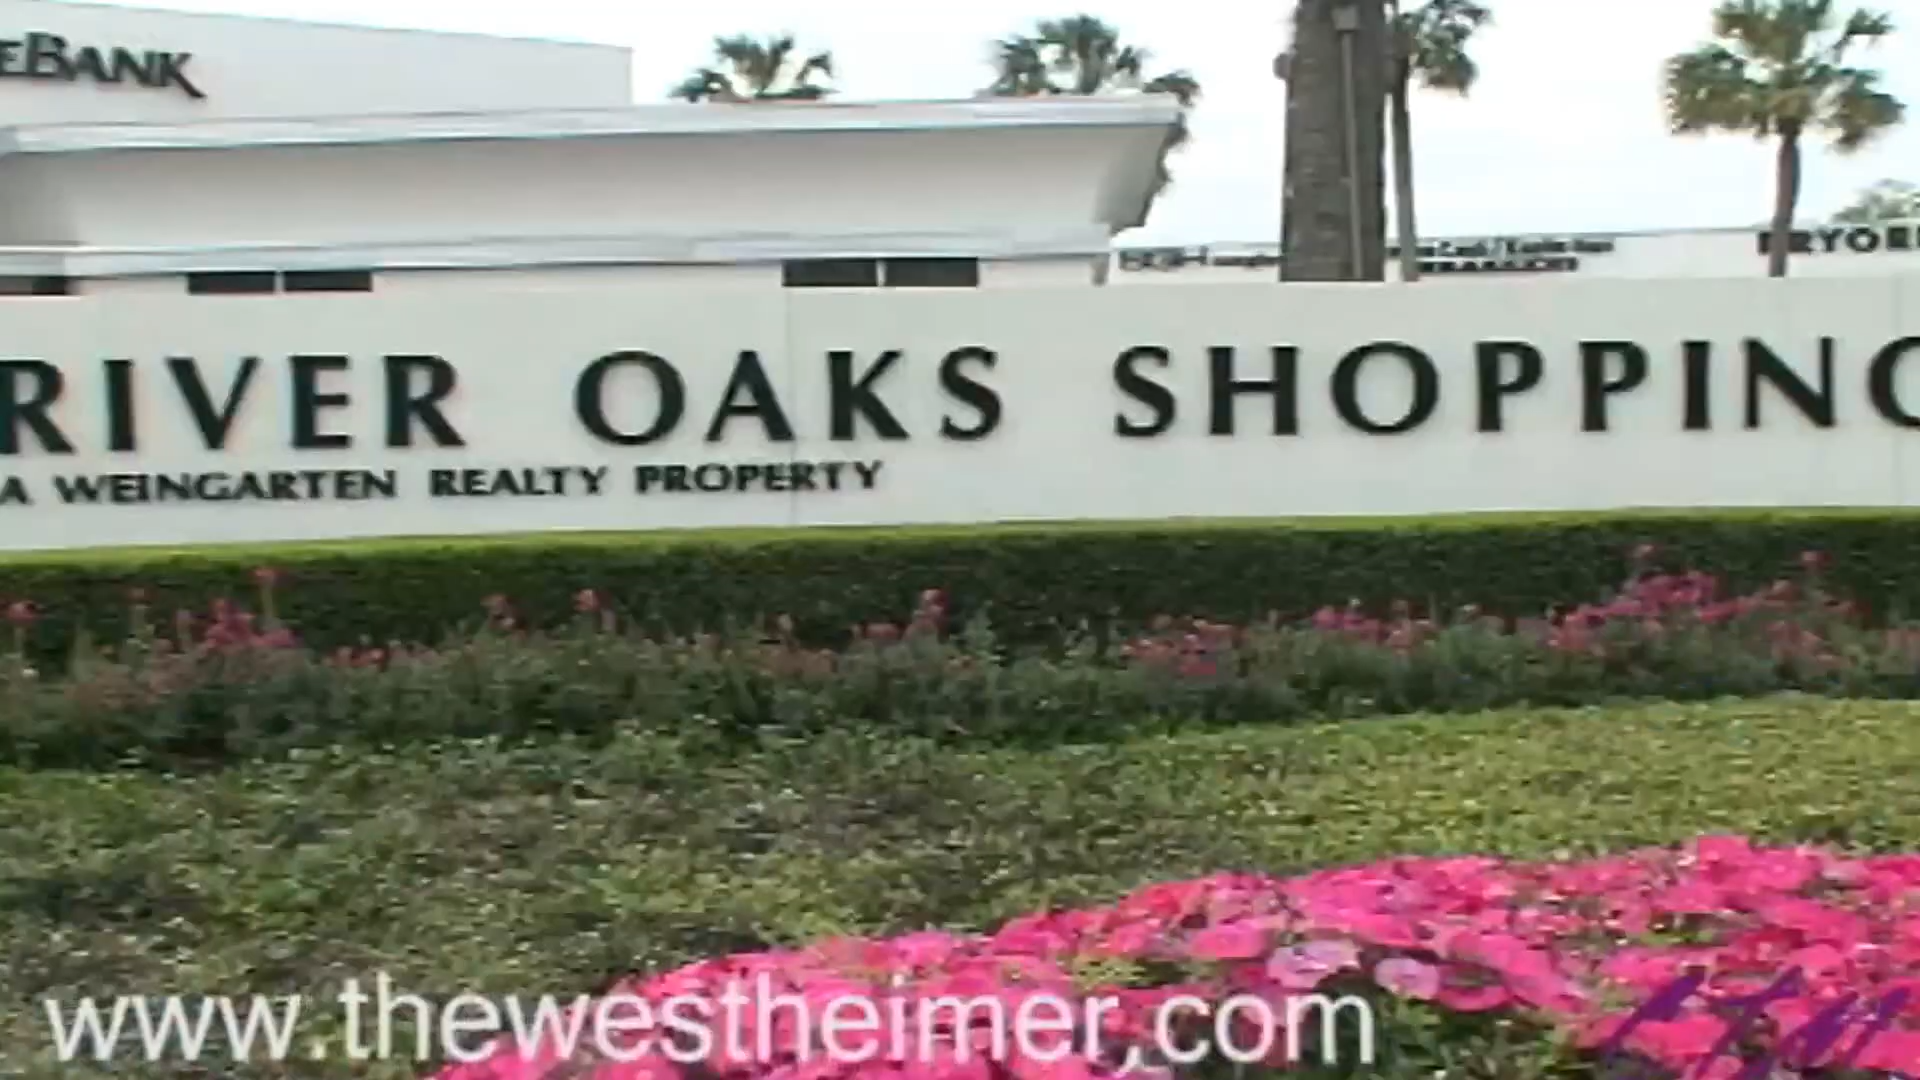 eBANK
RIVER OAKS SHOPPING
A WEINGARTEN REALTY PROPERTY
www.thewestheimer,com